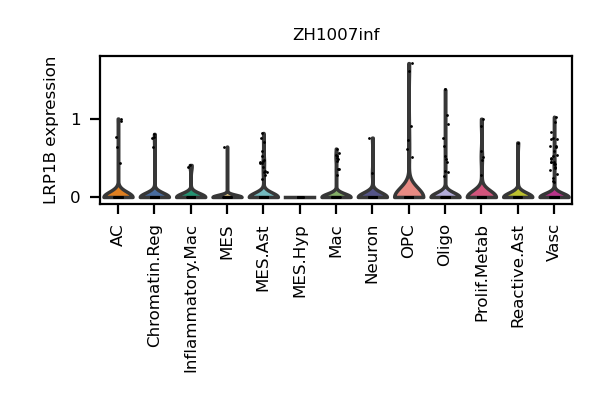 ZH1007inf
LRP1B expression
1
0
AC
Chromatin.Reg
Inflammatory.Mac
MES
MES.Ast
MES.Hyp
Mac
Neuron
OPC
Oligo
Prolif.Metab
Reactive.Ast
Vasc